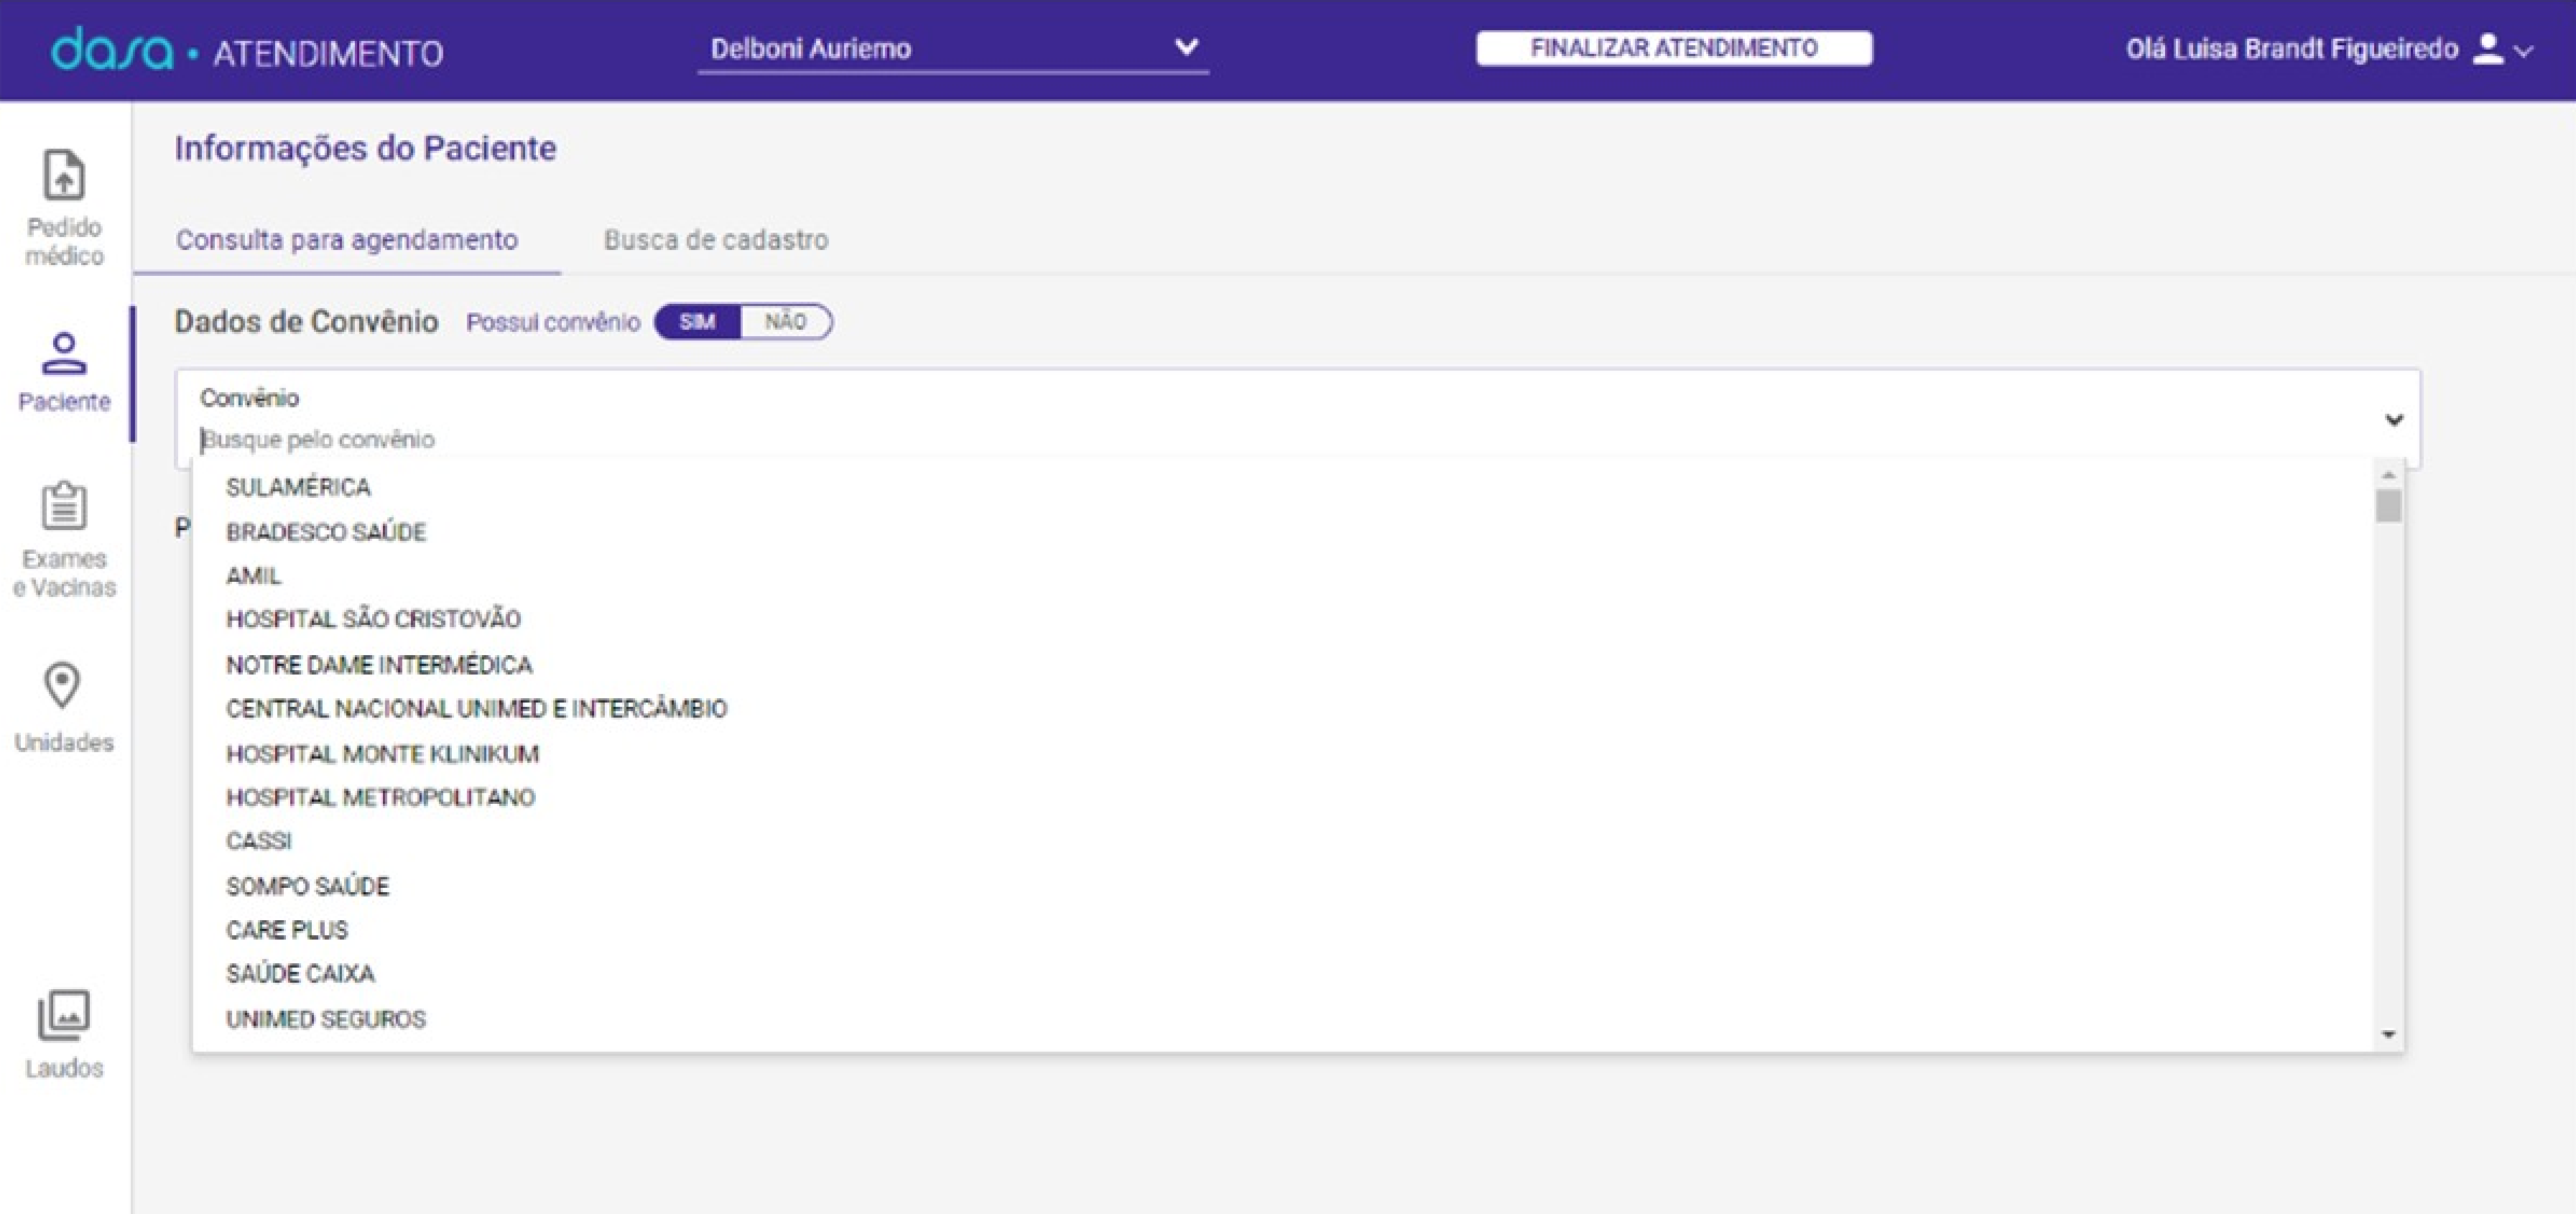 dasa • ATENDIMENTO
Delboni Auriemo
FINALIZAR ATENDIMENTO
Olá Luisa Brandt Figueiredo
Informações do Paciente
Pedido
médico
Consulta para agendamento
Busca de cadastro
Dados de Convênio
Possui convênio
SIM
NÃO
Paciente
Convênio
Busque pelo convênio
SULAMÉRICA
P
BRADESCO SAÚDE
AMIL
Exames
e Vacinas
HOSPITAL SÃO CRISTOVÃO
NOTRE DAME INTERMÉDICA
CENTRAL NACIONAL UNIMED E INTERCÂMBIO
Unidades
HOSPITAL MONTE KLINIKUM
HOSPITAL METROPOLITANO
CASSI
SOMPO SAÚDE
CARE PLUS
SAÚDE CAIXA
UNIMED SEGUROS
Laudos